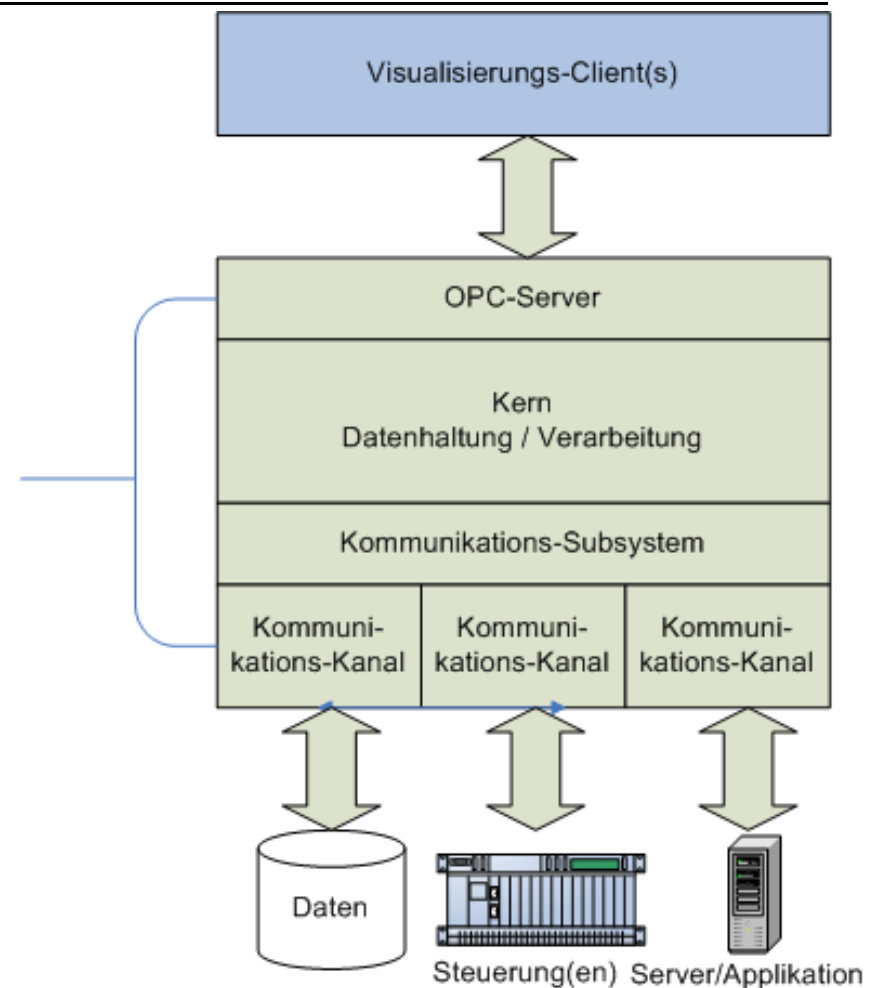 Visualisierungs-Client(s)
OPC-Server
Kern
Datenhaltung / Verarbeitung
Kommunikations-Subsystem
Kommuni-
kations-Kanal
Kommuni-
kations-Kanal
Kommuni-
kations-Kanal
Daten
Steuerung(en)
Server/Applikation